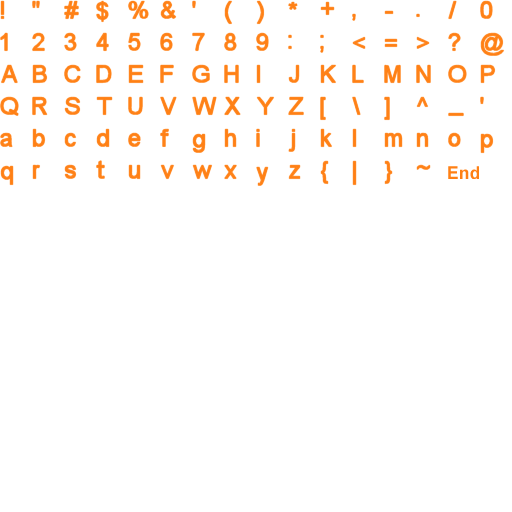 ! " # $ % & ' ( ) * + , - . / 0
1 2 3 4 5 6 7 8 9 : ; < = > ? @
A B C D E F G H I J K L M N O P
Q R S T U V W X Y Z [ \ ] ^ _ '
a b c d e f g h i j k l m n o p
q r s t u v w x y z { | } ~ End